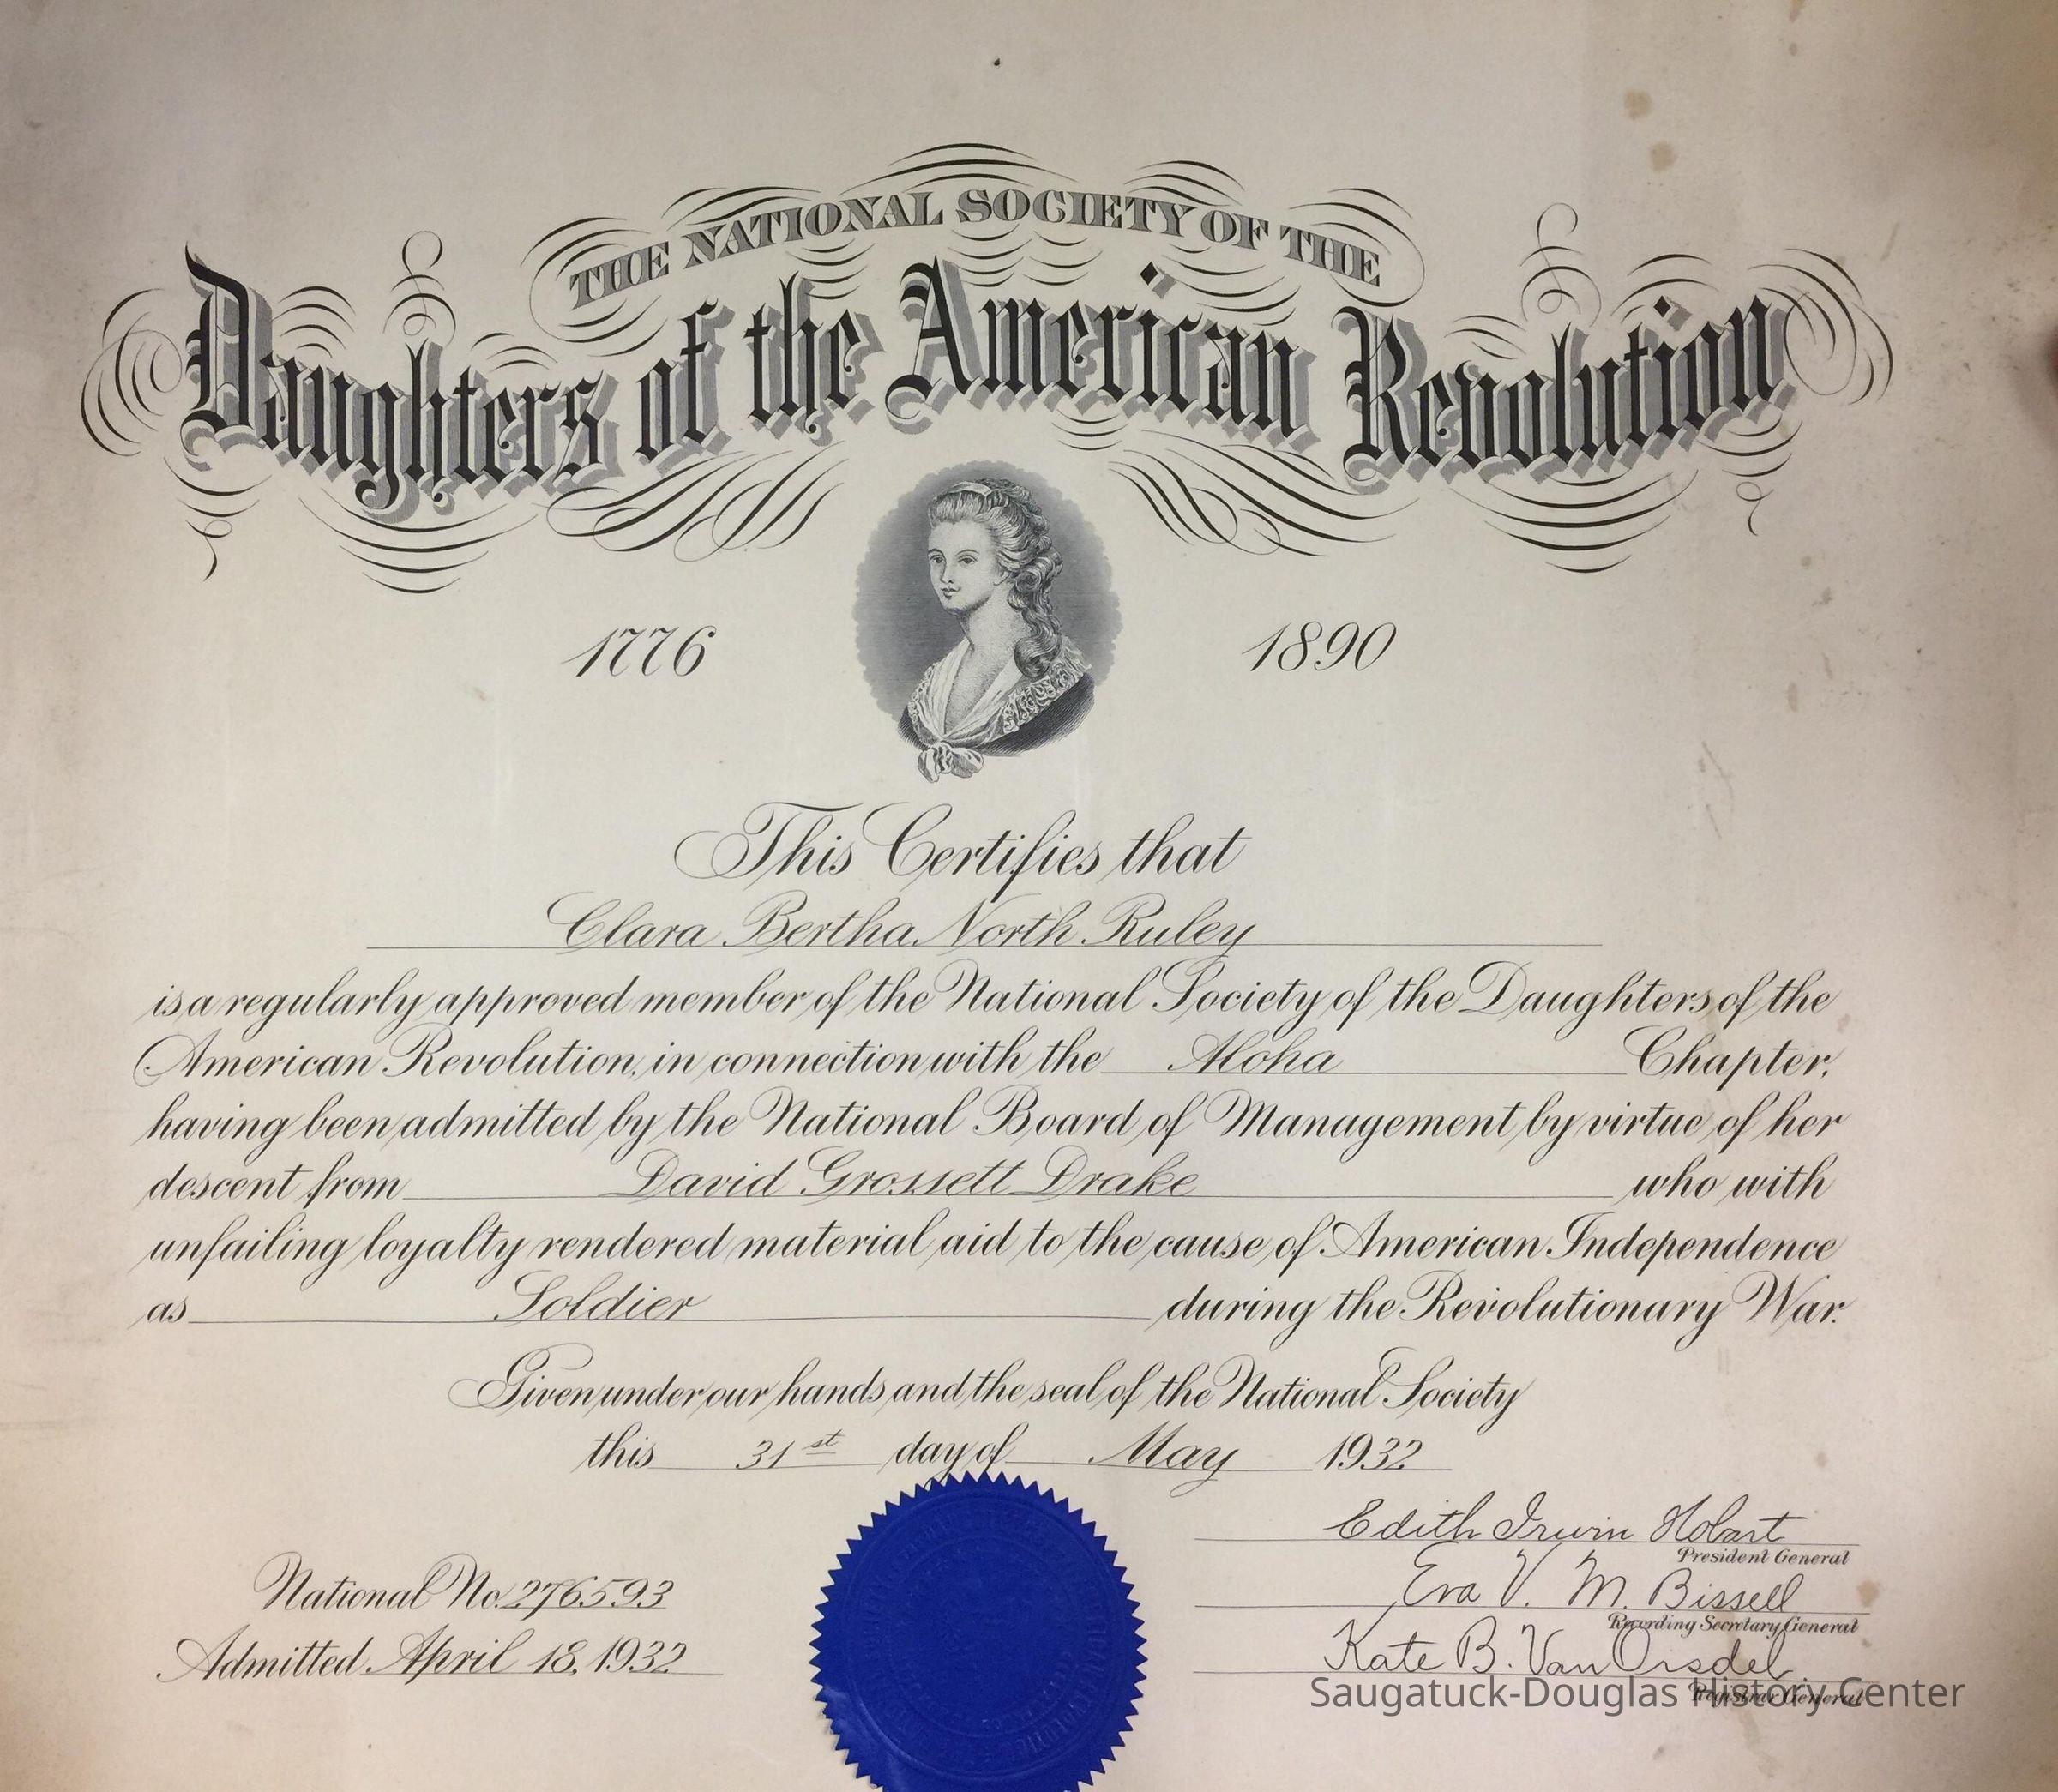 THE NATIONAL SOCIETY OF THE
Daughters of the American Revolution
1776 1890
This Certifies that
Clara Bertha North Ruley
is a regularly approved member of the National Society of the Daughters of the
American Revolution, in connection with the Aloha Chapter,
having been admitted by the National Board of Management by virtue of her
descent from David Grossett Drake who with
unfailing loyalty rendered material aid to the cause of American Independence
as Soldier during the Revolutionary War.
Given under our hands and the seal of the National Society
this 31st day of May 1932
Edith Irwin Hobart
President General
Eva V. M. Bissell
Recording Secretary General
Kate B. Van Orsdel
Registrar General
National No. 276593
Admitted April 18, 1932
Saugatuck-Douglas History Center